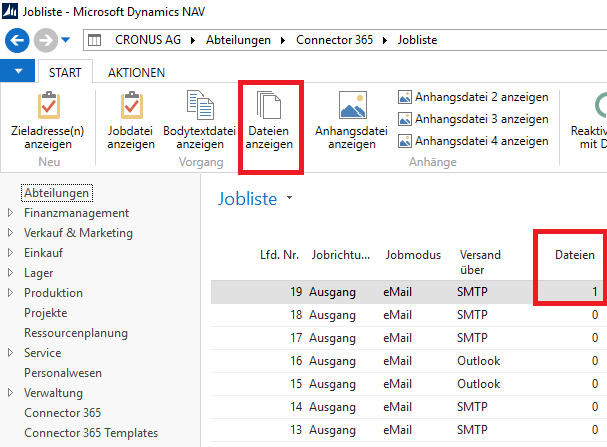 Jobliste - Microsoft Dynamics NAV
CRONUS AG Abteilungen Connector 365 Jobliste
START AKTIONEN
Zieladresse(n) anzeigen
Neu
Jobdatei anzeigen
Bodytextdatei anzeigen
Dateien anzeigen
Vorgang
Anhangsdatei anzeigen
Anhangsdatei 2 anzeigen
Anhangsdatei 3 anzeigen
Anhangsdatei 4 anzeigen
Anhänge
Abteilungen
Finanzmanagement
Verkauf & Marketing
Einkauf
Lager
Produktion
Projekte
Ressourcenplanung
Service
Personalwesen
Verwaltung
Connector 365
Connector 365 Templates
Jobliste
Lfd. Nr. Jobrichtu... Jobmodus Versand über Dateien
19 Ausgang eMail SMTP 1
18 Ausgang eMail SMTP 0
17 Ausgang eMail SMTP 0
16 Ausgang eMail Outlook 0
15 Ausgang eMail Outlook 0
14 Ausgang eMail SMTP 0
13 Ausgang eMail SMTP 0